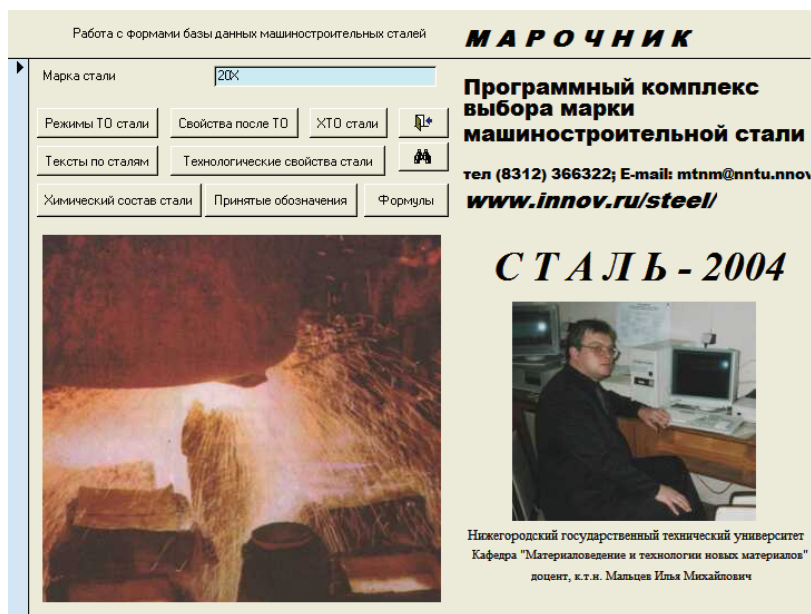 Работа с формами базы данных машиностроительных сталей
Марка стали
20Х
Режимы ТО стали
Свойства после ТО
ХТО стали
Тексты по сталям
Технологические свойства стали
Химический состав стали
Принятые обозначения
Формулы
МАРОЧНИК
Программный комплекс
выбора марки
машиностроительной стали
тел (8312) 366322; E-mail: mtnm@nntu.nnov
www.innov.ru/steel/
СТАЛЬ - 2004
Нижегородский государственный технический университет
Кафедра "Материаловедение и технологии новых материалов"
доцент, к.т.н. Мальцев Илья Михайлович